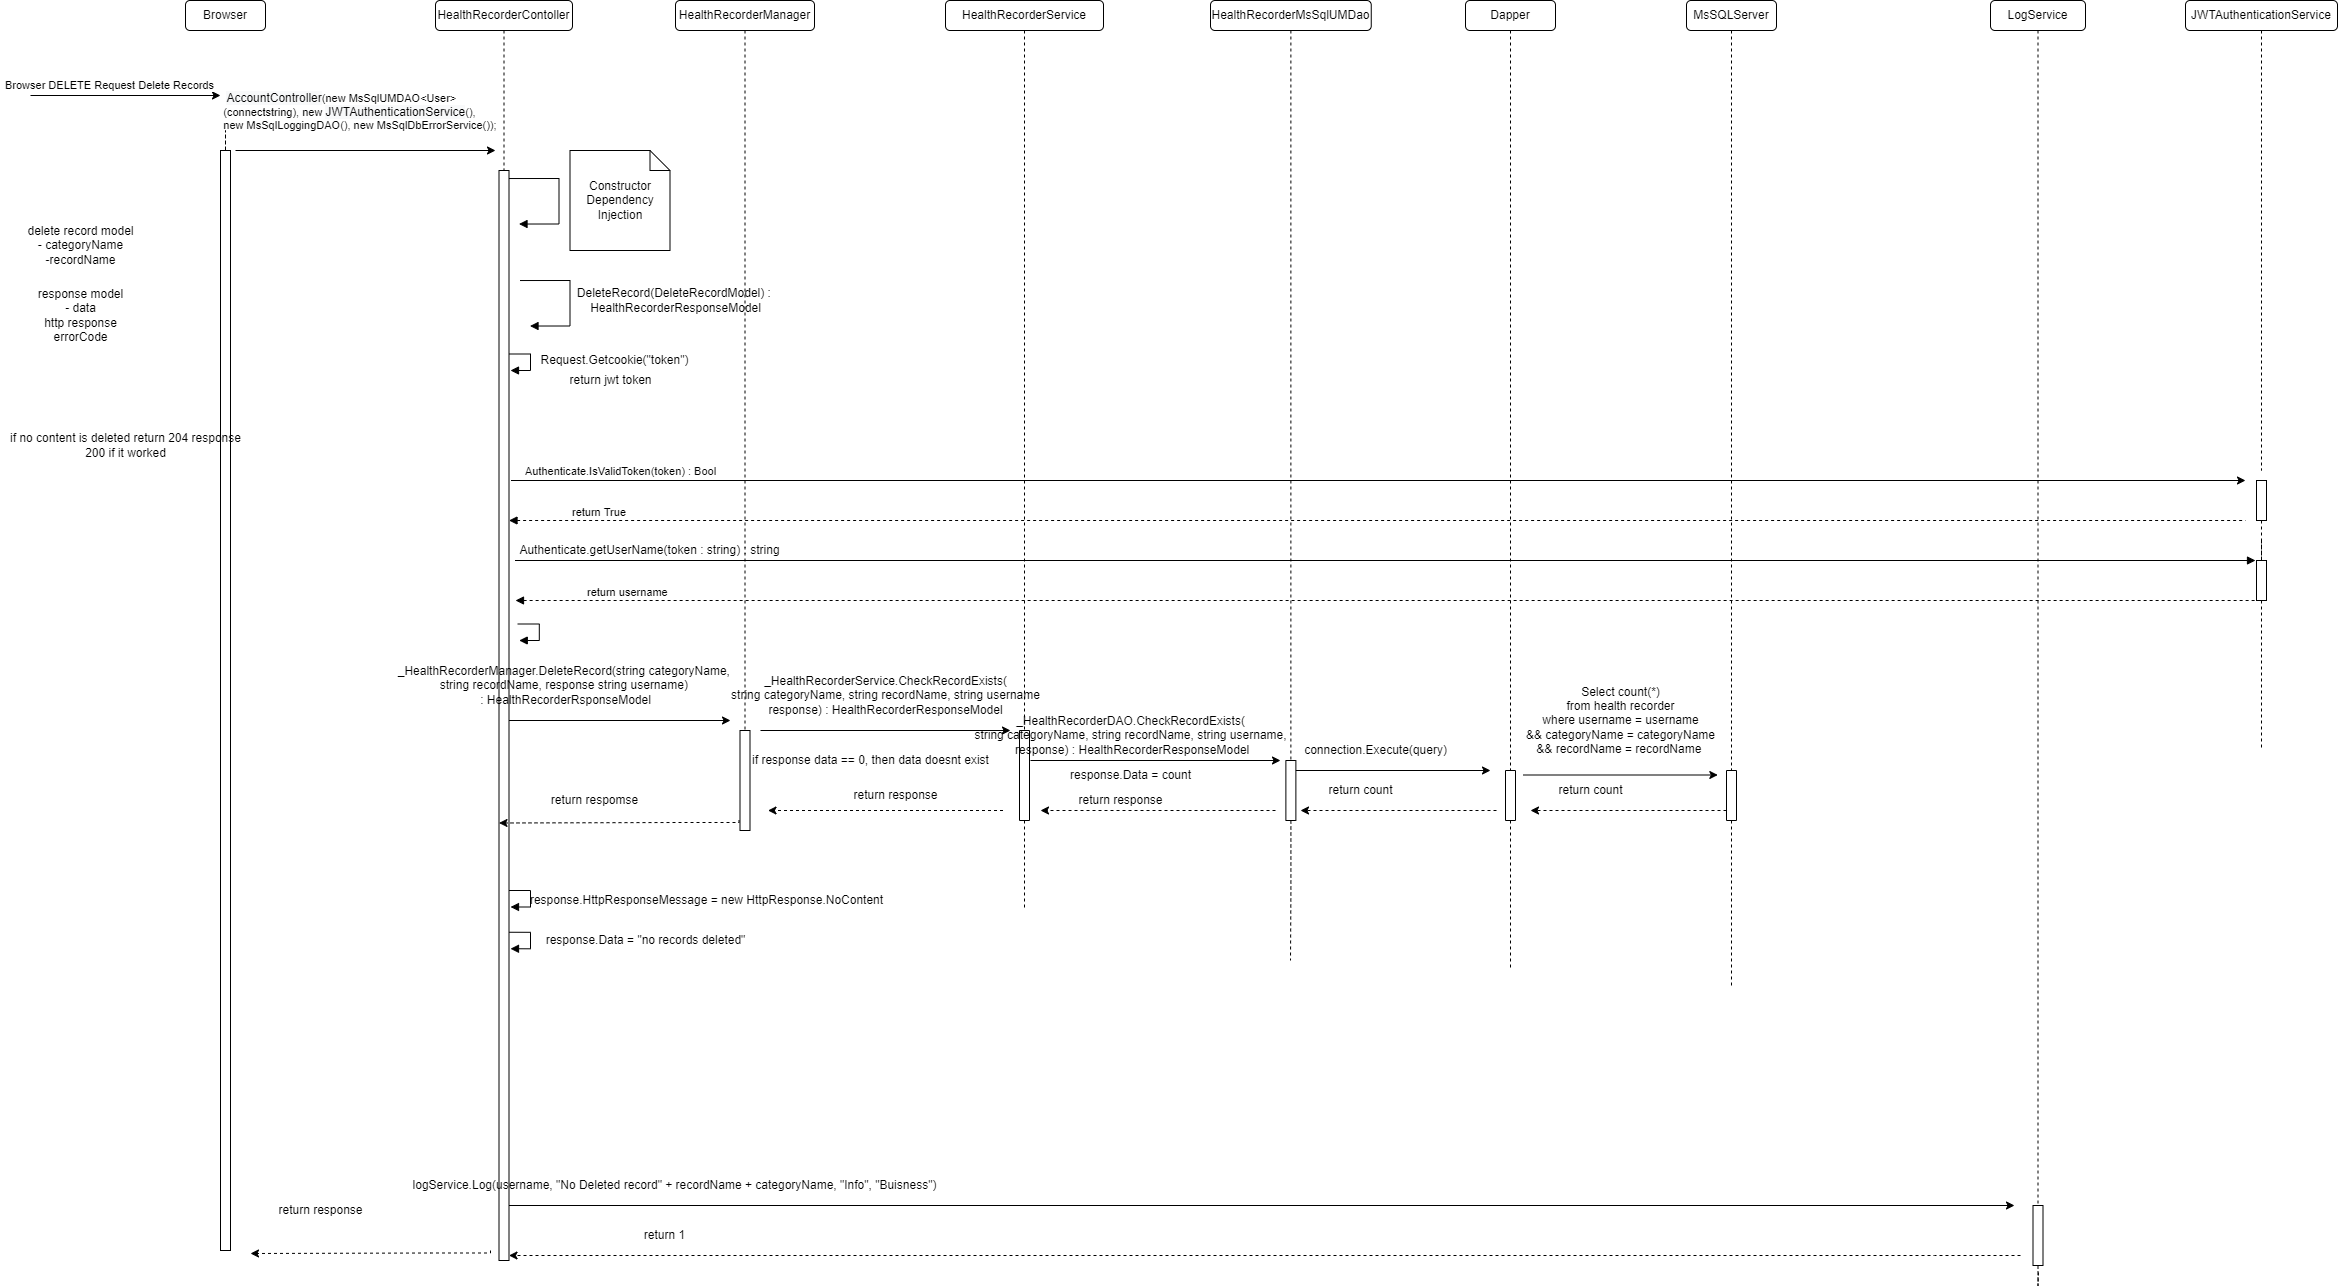 Browser
HealthRecorderContoller
HealthRecorderManager
HealthRecorderService
HealthRecorderMsSqlUMDao
Dapper
MsSQLServer
LogService
JWTAuthenticationService
Browser DELETE Request Delete Records
AccountController(new MsSqlUMDAO<User>
(connectstring), new JWTAuthenticationService(),
new MsSqlLoggingDAO(), new MsSqlDbErrorService());
Constructor
Dependency
Injection
delete record model
- categoryName
-recordName
response model
- data
http response
errorCode
DeleteRecord(DeleteRecordModel) :
HealthRecorderResponseModel
Request.Getcookie("token")
return jwt token
if no content is deleted return 204 response
200 if it worked
Authenticate.IsValidToken(token) : Bool
return True
Authenticate.getUserName(token : string) : string
return username
_HealthRecorderManager.DeleteRecord(string categoryName,
string recordName, response string username)
: HealthRecorderRsponseModel
_HealthRecorderService.CheckRecordExists(
string categoryName, string recordName, string username
response) : HealthRecorderResponseModel
_HealthRecorderDAO.CheckRecordExists(
string categoryName, string recordName, string username,
response) : HealthRecorderResponseModel
Select count(*)
from health recorder
where username = username
&& categoryName = categoryName
&& recordName = recordName
connection.Execute(query)
if response data == 0, then data doesnt exist
response.Data = count
return respomse
return response
return response
return count
return count
response.HttpResponseMessage = new HttpResponse.NoContent
response.Data = "no records deleted"
logService.Log(username, "No Deleted record" + recordName + categoryName, "Info", "Buisness")
return response
return 1